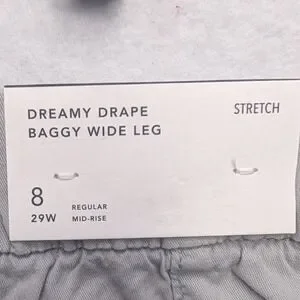 DREAMY DRAPE
BAGGY WIDE LEG
STRETCH
8
29W
REGULAR
MID-RISE